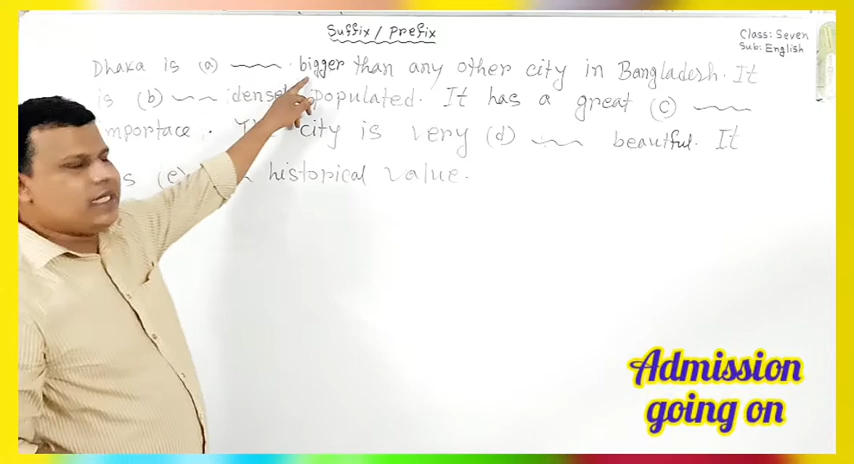 Suffix / Prefix
Class: Seven
Sub: English
Dhaka is (a) bigger than any other city in Bangladesh. It
is (b) populated. It has a great (c)
importace. city is very (d) beautful. It
(e) historical value.
Admission
going on